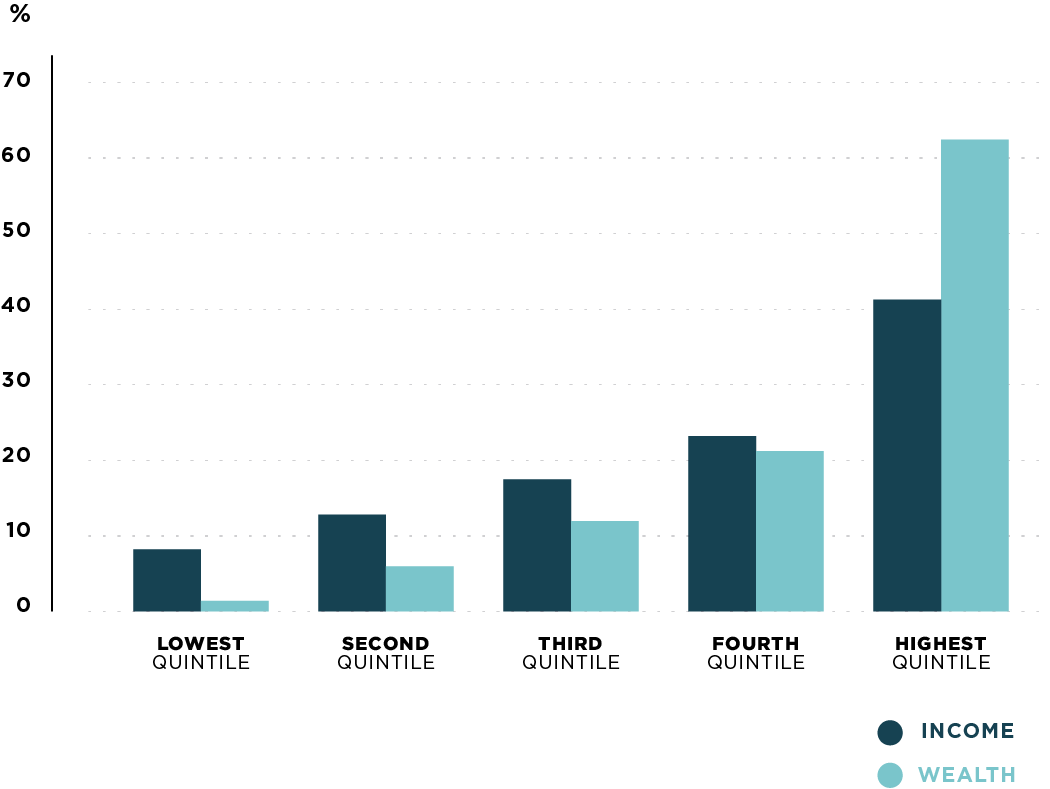 %
70
60
50
40
30
20
10
0
LOWEST SECOND THIRD FOURTH HIGHEST
QUINTILE QUINTILE QUINTILE QUINTILE QUINTILE
INCOME
WEALTH